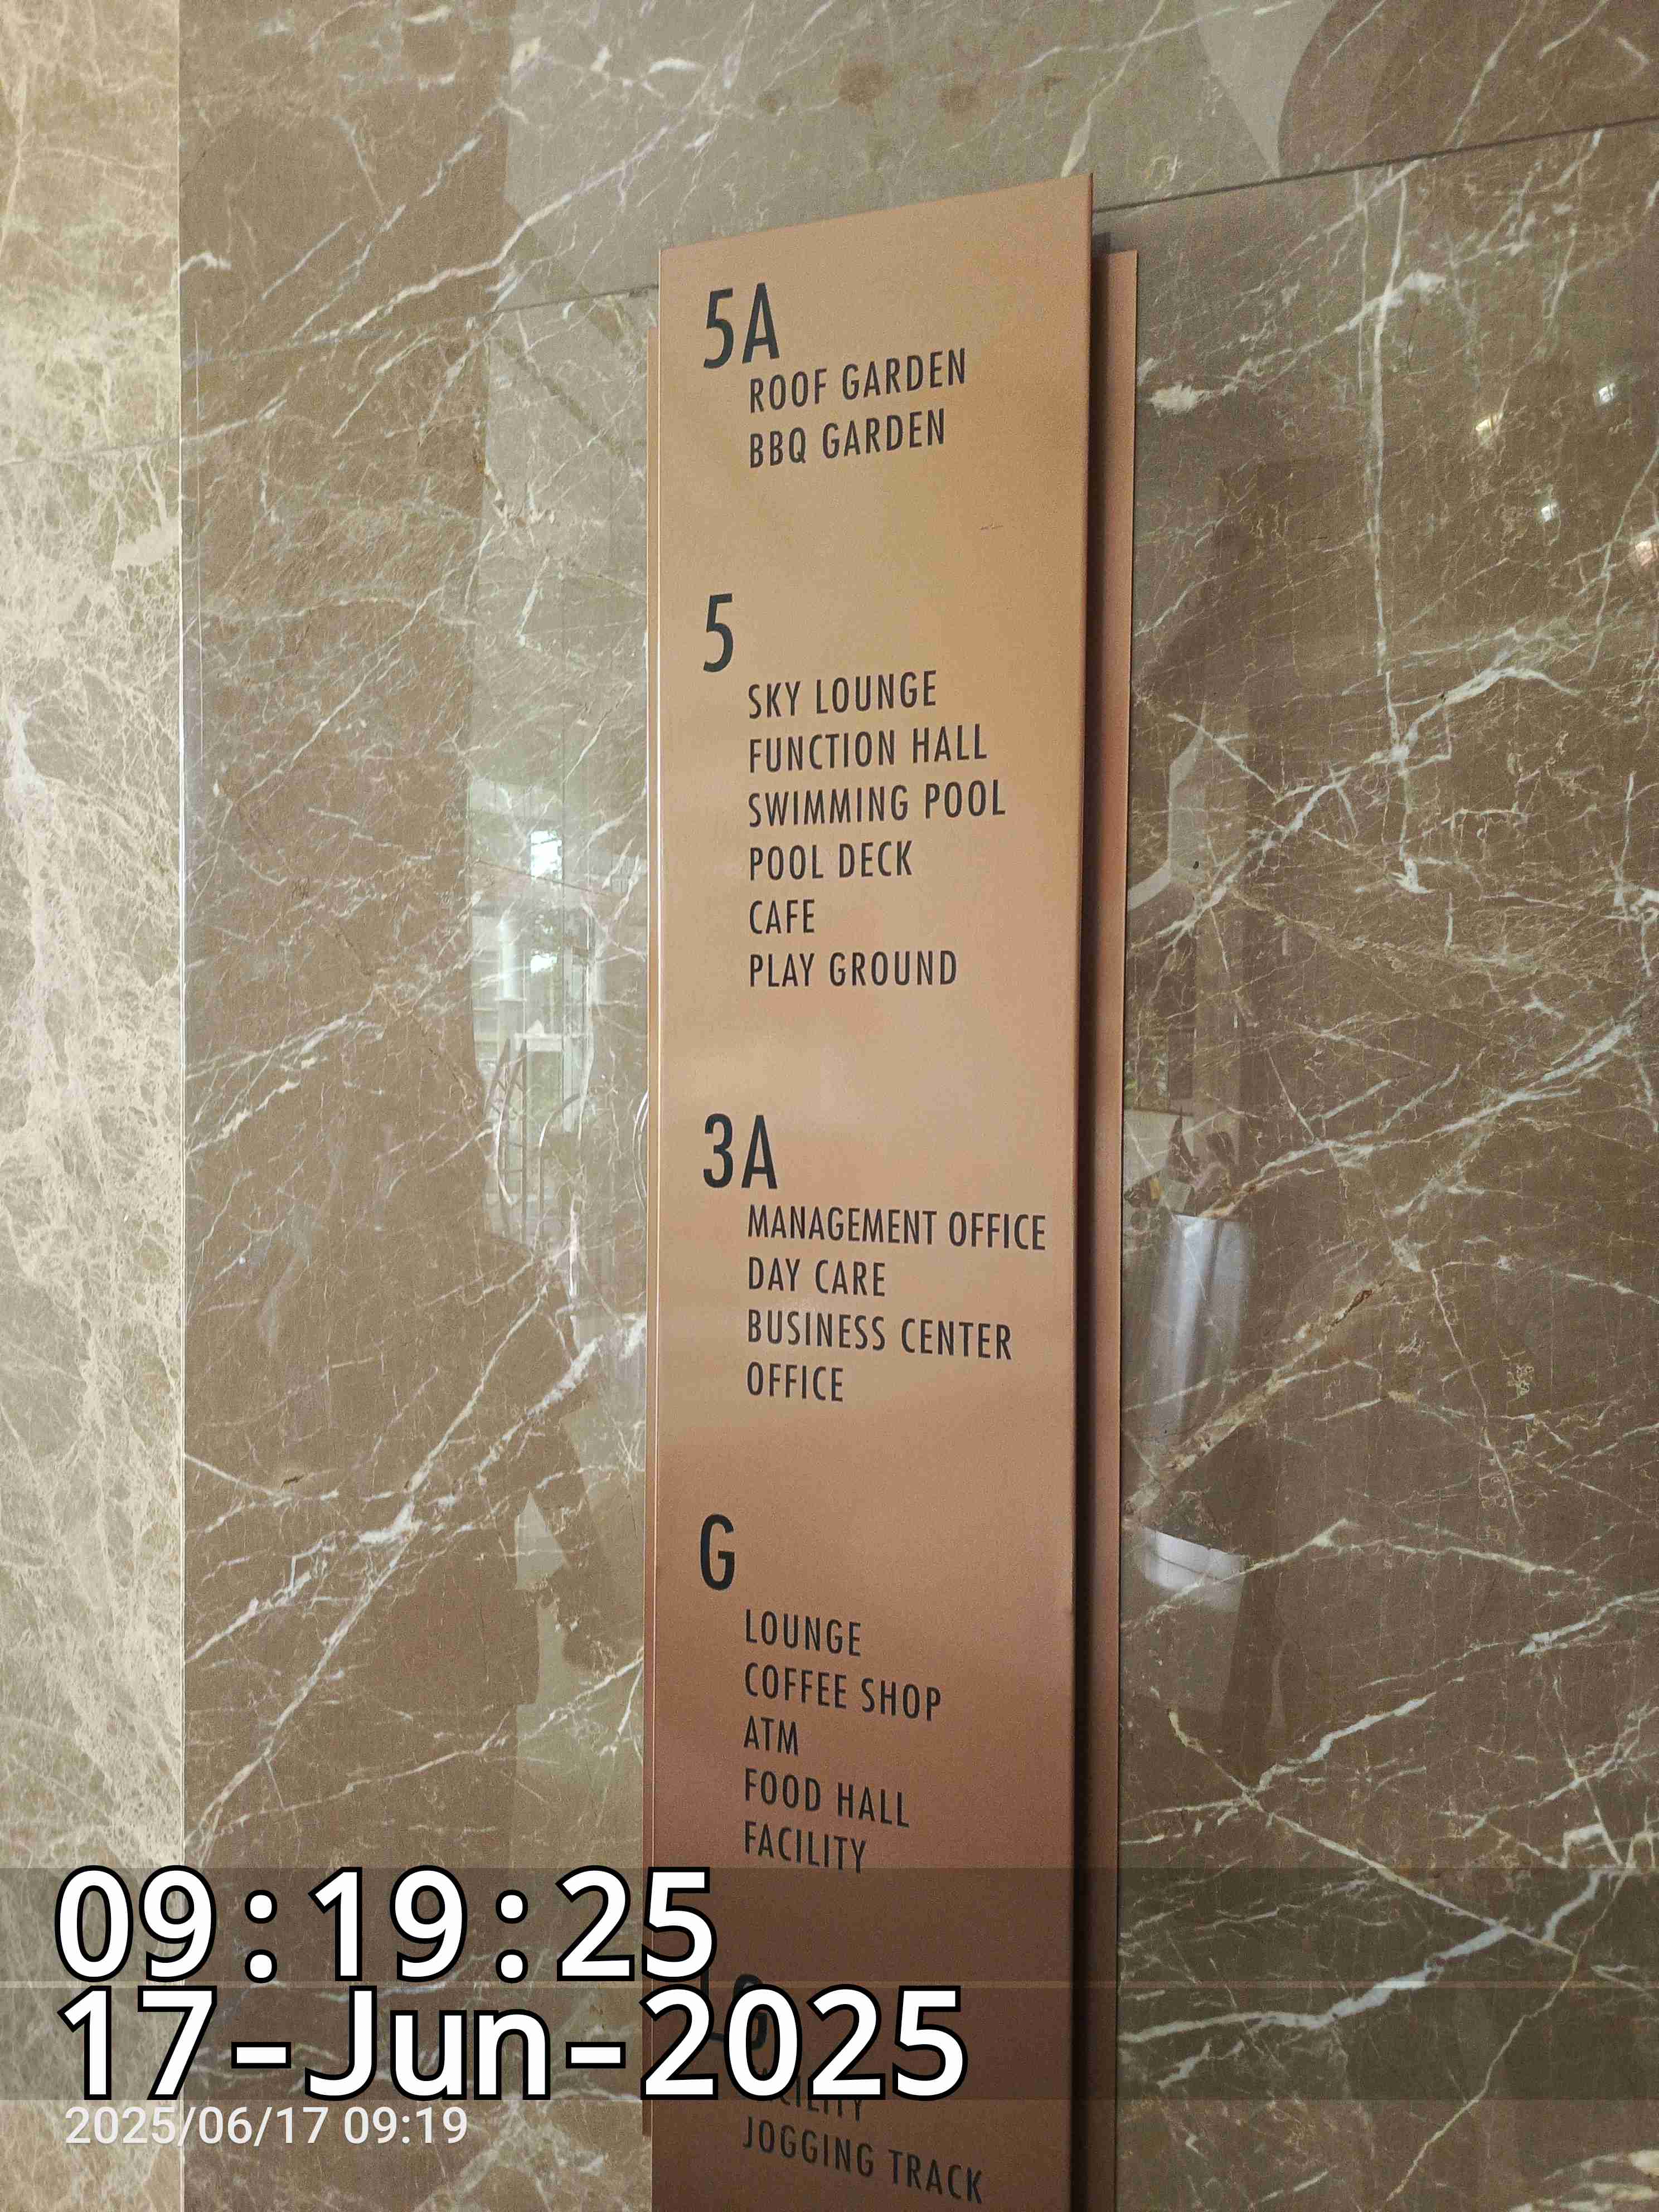 5A
ROOF GARDEN
BBQ GARDEN
5
SKY LOUNGE
FUNCTION HALL
SWIMMING POOL
POOL DECK
CAFE
PLAY GROUND
3A
MANAGEMENT OFFICE
DAY CARE
BUSINESS CENTER
OFFICE
G
LOUNGE
COFFEE SHOP
ATM
FOOD HALL
FACILITY
JOGGING TRACK
09:19:25
17-Jun-2025
2025/06/17 09:19